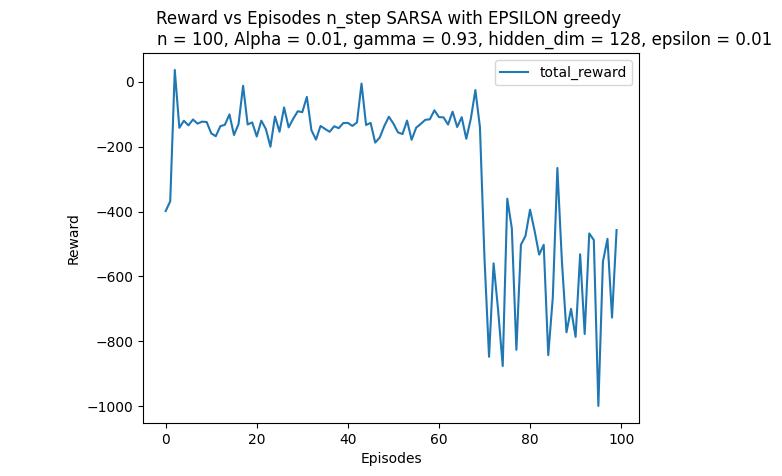 Reward vs Episodes n_step SARSA with EPSILON greedy
n = 100, Alpha = 0.01, gamma = 0.93, hidden_dim = 128, epsilon = 0.01
total_reward
0
−200
−400
−600
−800
−1000
Reward
0 20 40 60 80 100
Episodes